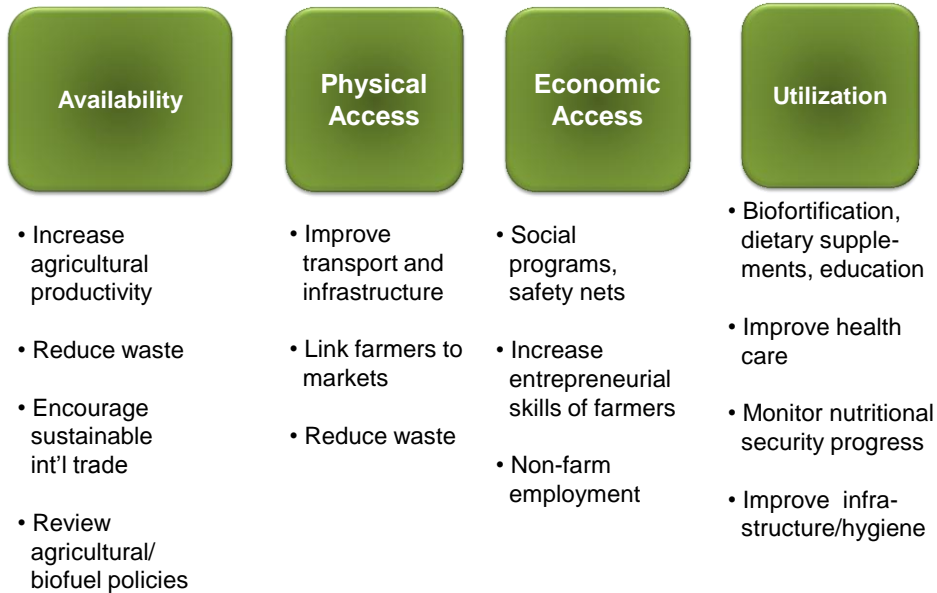 Availability
• Increase
agricultural
productivity
• Reduce waste
• Encourage
sustainable
int’l trade
• Review
agricultural/
biofuel policies
Physical
Access
• Improve
transport and
infrastructure
• Link farmers to
markets
• Reduce waste
Economic
Access
• Social
programs,
safety nets
• Increase
entrepreneurial
skills of farmers
• Non-farm
employment
Utilization
• Biofortification,
dietary supple-
ments, education
• Improve health
care
• Monitor nutritional
security progress
• Improve infra-
structure/hygiene